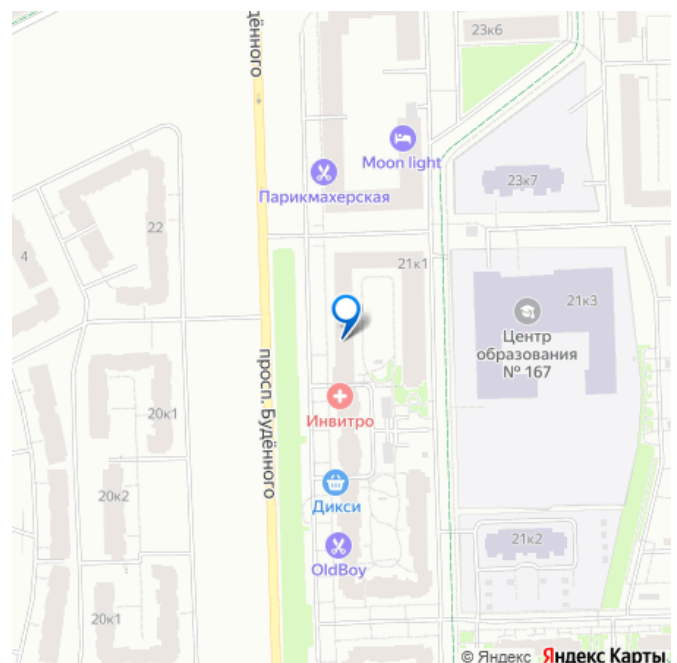 23к6
дённого
Moon light
Парикмахерская
23к7
22
4
21к1
21к3
Центр
образования
№ 167
просп. Будённого
20к1
Инвитро
20к2
Дикси
21к2
OldBoy
20к1
© Яндекс Яндекс Карты